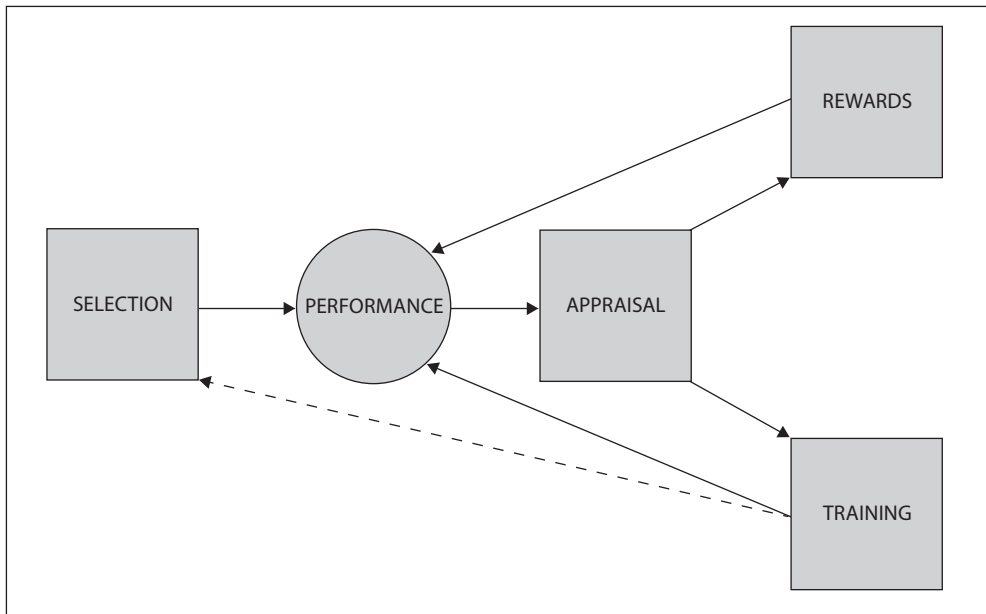 REWARDS
SELECTION
PERFORMANCE
APPRAISAL
TRAINING